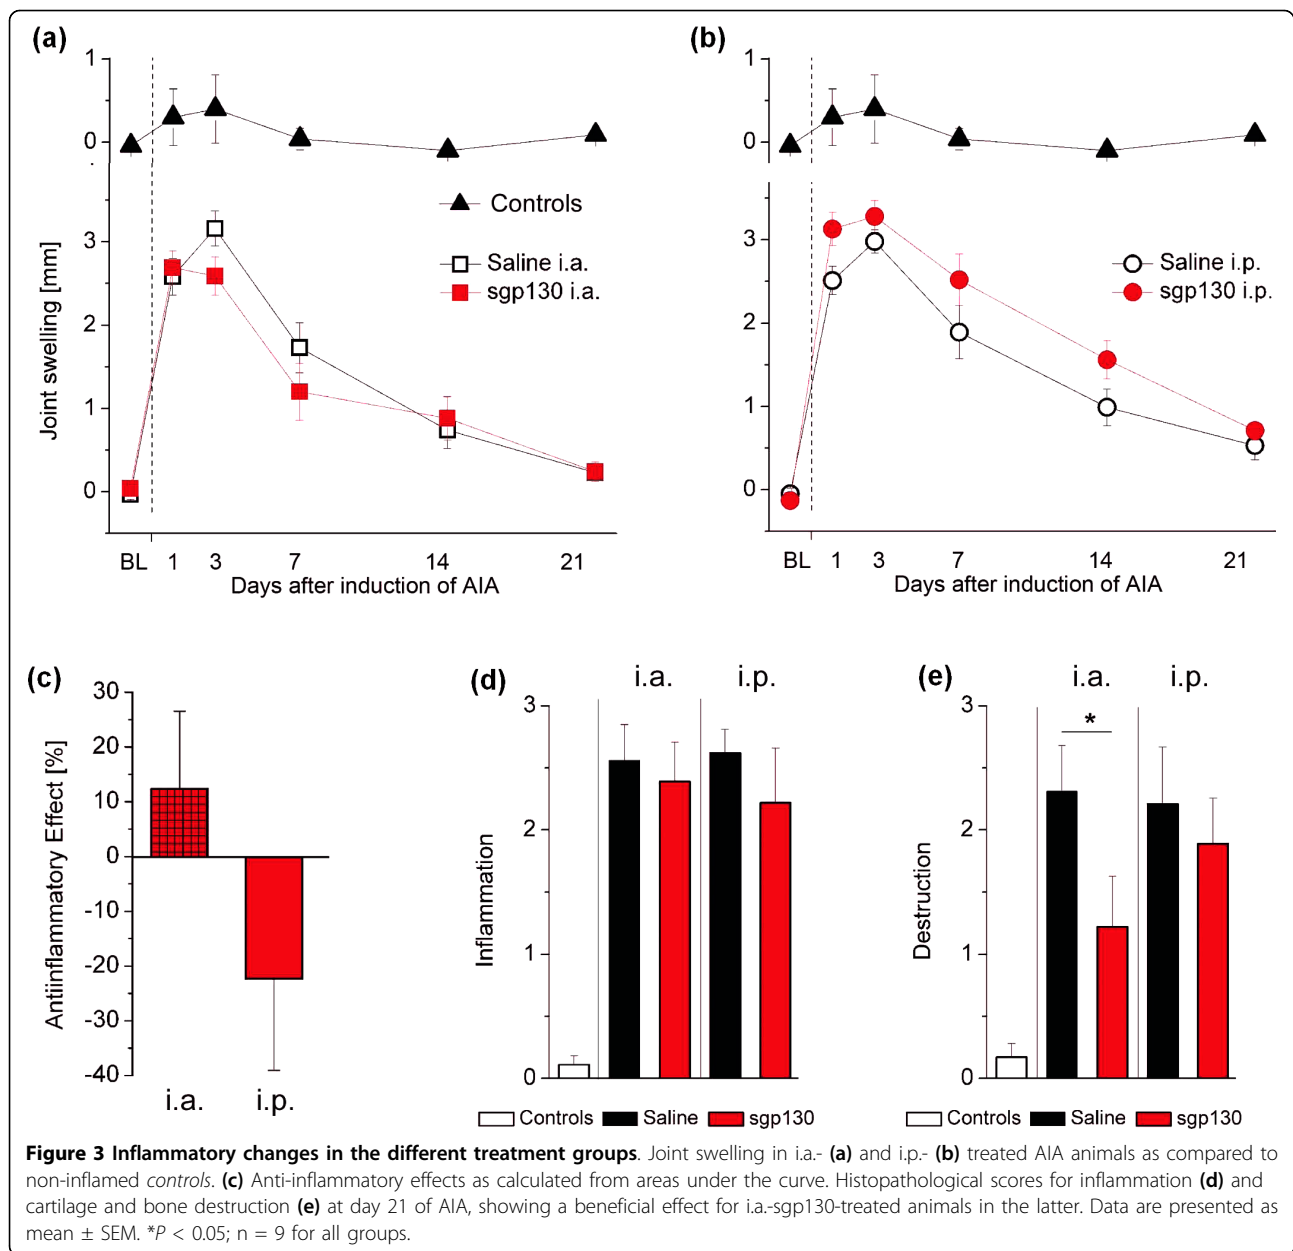 (a)
1
0
Controls
3
2
1
0
Saline i.a.
sgp130 i.a.
Joint swelling [mm]
BL 1 3 7 14 21
Days after induction of AIA
(b)
1
0
3
2
1
0
Saline i.p.
sgp130 i.p.
BL 1 3 7 14 21
Days after induction of AIA
(c)
30
20
10
0
-10
-20
-30
-40
Antiinflammatory Effect [%]
i.a. i.p.
(d)
i.a. i.p.
3
2
1
0
Inflammation
Controls Saline sgp130
(e)
i.a. i.p.
*
3
2
1
0
Destruction
Controls Saline sgp130
Figure 3 Inflammatory changes in the different treatment groups. Joint swelling in i.a.- (a) and i.p.- (b) treated AIA animals as compared to
non-inflamed controls. (c) Anti-inflammatory effects as calculated from areas under the curve. Histopathological scores for inflammation (d) and
cartilage and bone destruction (e) at day 21 of AIA, showing a beneficial effect for i.a.-sgp130-treated animals in the latter. Data are presented as
mean ± SEM. *P < 0.05; n = 9 for all groups.